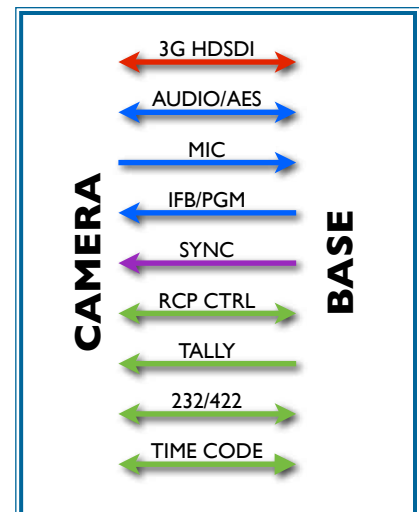 3G HDSDI
AUDIO/AES
MIC
IFB/PGM
SYNC
RCP CTRL
TALLY
232/422
TIME CODE
CAMERA
BASE